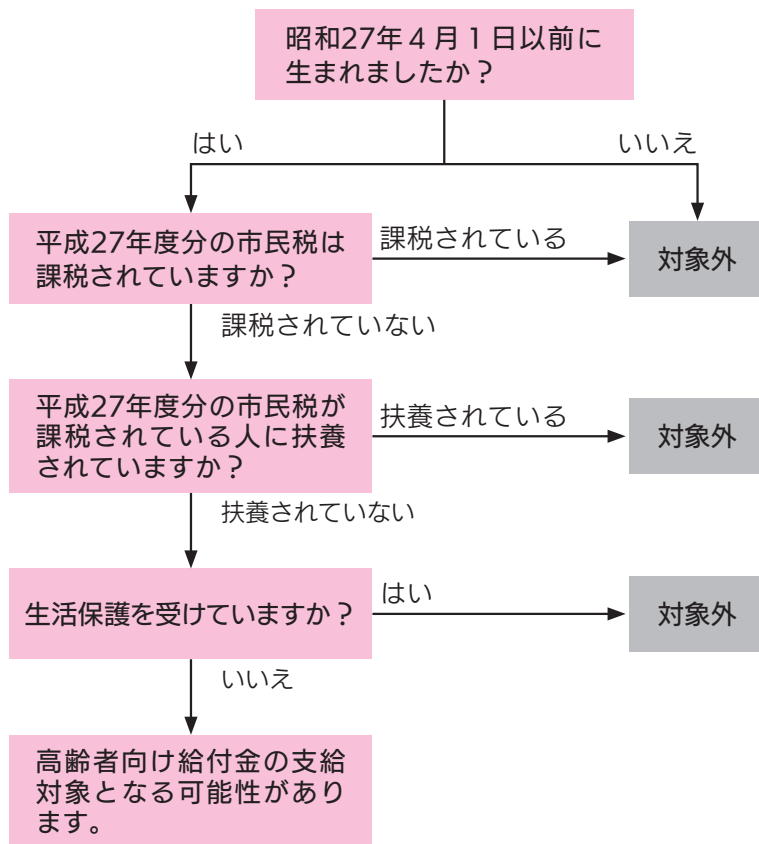 昭和27年４月１日以前に
生まれましたか？
はい
いいえ
平成27年度分の市民税は
課税されていますか？
課税されている
対象外
課税されていない
平成27年度分の市民税が
課税されている人に扶養
されていますか？
扶養されている
対象外
扶養されていない
生活保護を受けていますか？
はい
対象外
いいえ
高齢者向け給付金の支給
対象となる可能性があり
ます。